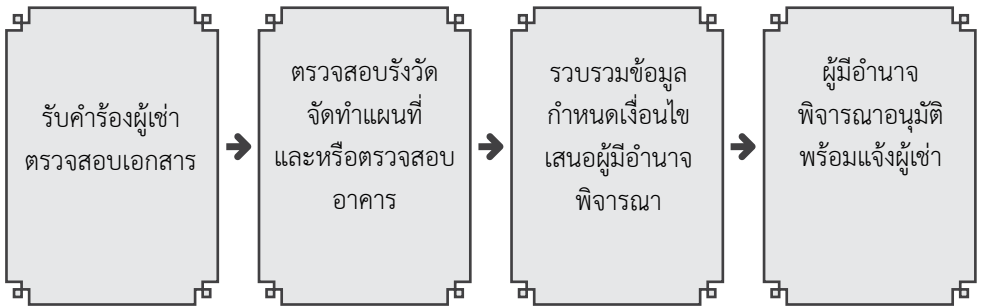 รับคำร้องผู้เช่า
ตรวจสอบเอกสาร
ตรวจสอบรังวัด
จัดทำแผนที่
และหรือตรวจสอบ
อาคาร
รวบรวมข้อมูล
กำหนดเงื่อนไข
เสนอผู้มีอำนาจ
พิจารณา
ผู้มีอำนาจ
พิจารณาอนุมัติ
พร้อมแจ้งผู้เช่า